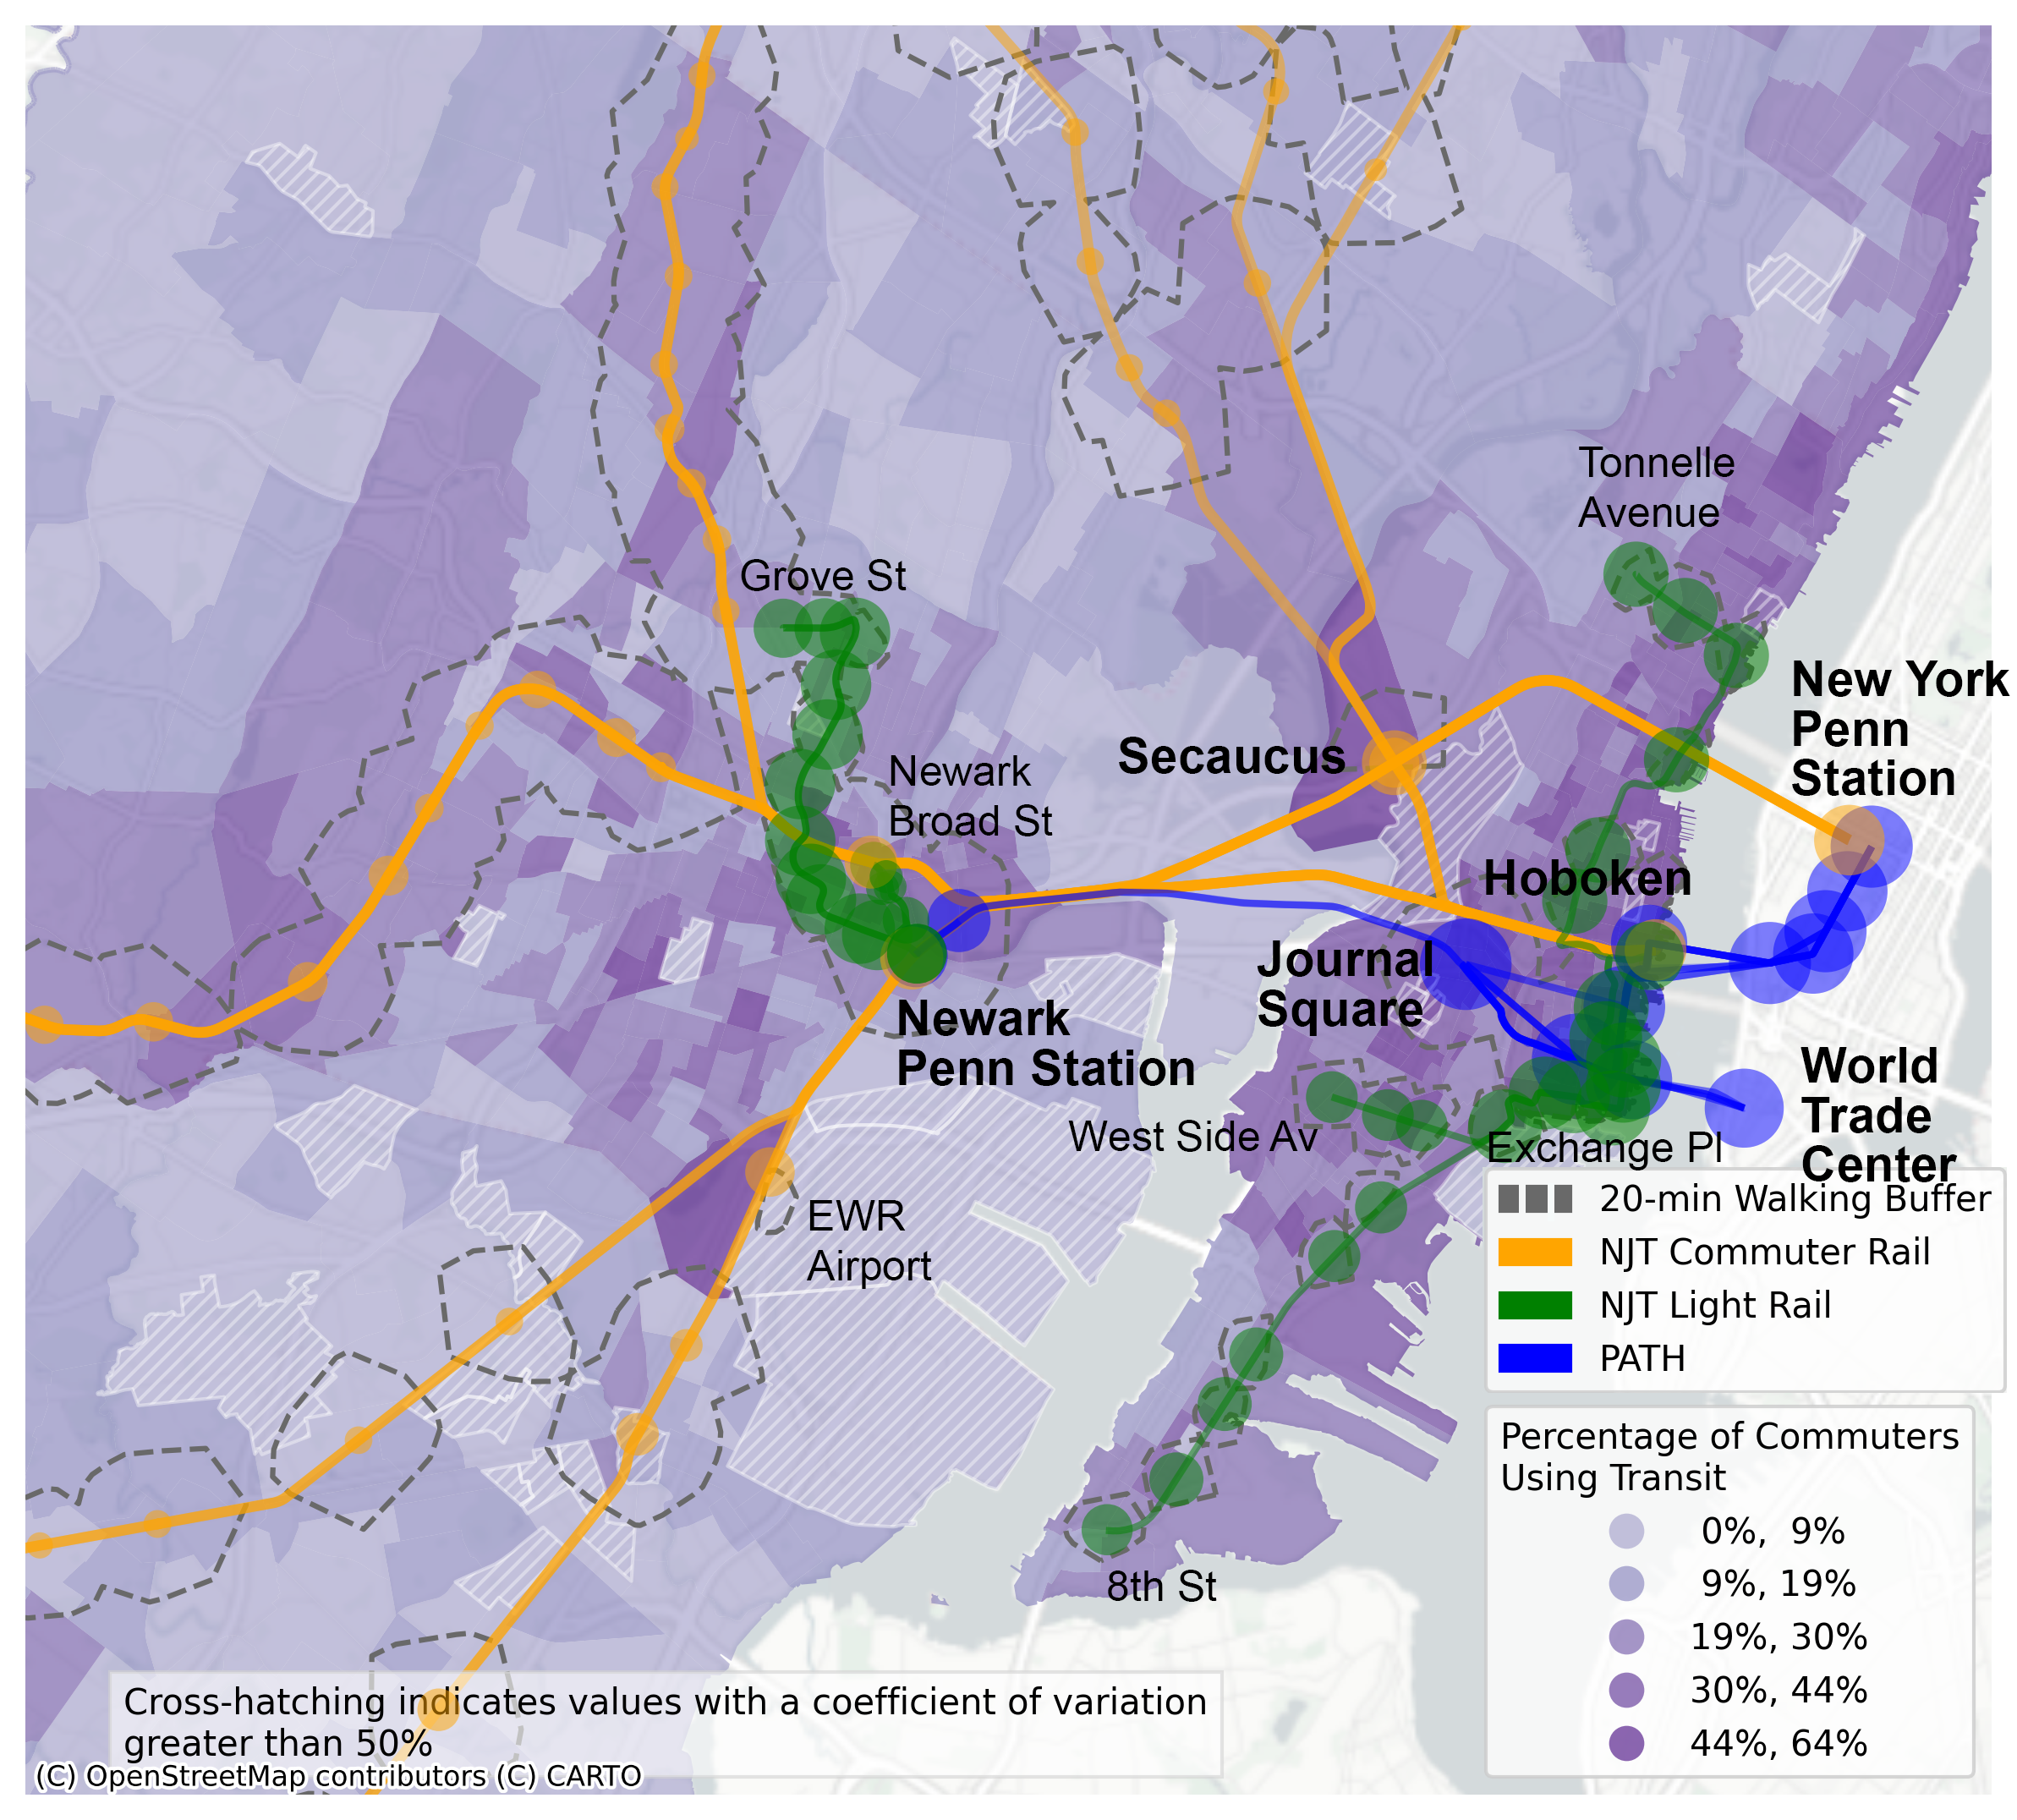 Tonnelle
Avenue
Grove St
New York
Penn
Station
Secaucus
Newark
Broad St
Hoboken
Journal
Square
Newark
Penn Station
World
Trade
Center
West Side Av
Exchange Pl
EWR
Airport
8th St
20-min Walking Buffer
NJT Commuter Rail
NJT Light Rail
PATH
Percentage of Commuters
Using Transit
0%, 9%
9%, 19%
19%, 30%
30%, 44%
44%, 64%
Cross-hatching indicates values with a coefficient of variation
greater than 50%
(C) OpenStreetMap contributors (C) CARTO